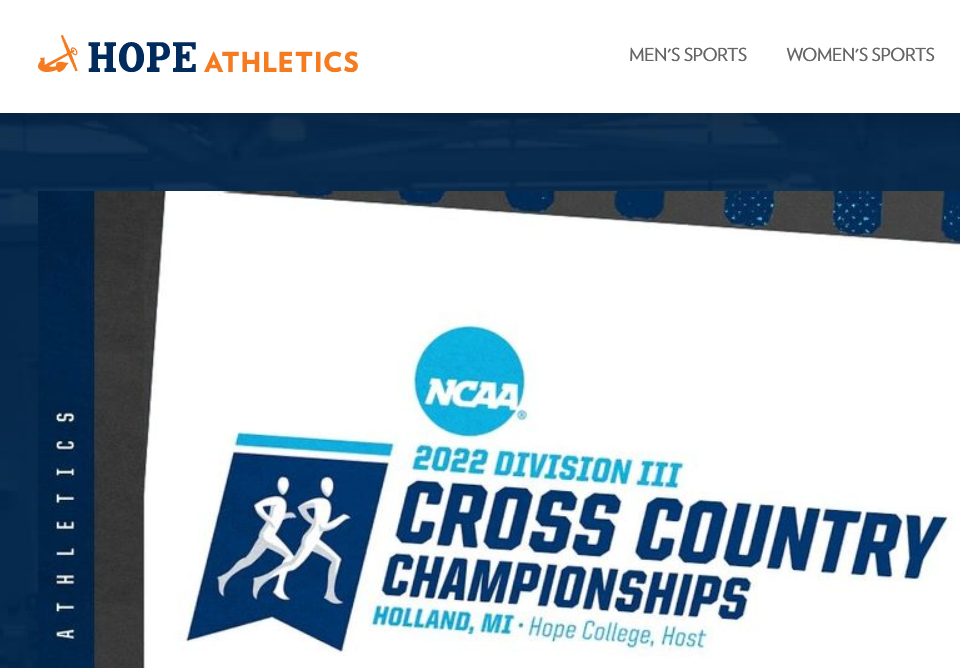 HOPE ATHLETICS
MEN'S SPORTS
WOMEN'S SPORTS
ATHLETICS
NCAA®
2022 DIVISION III
CROSS COUNTRY
CHAMPIONSHIPS
HOLLAND, MI • Hope College, Host